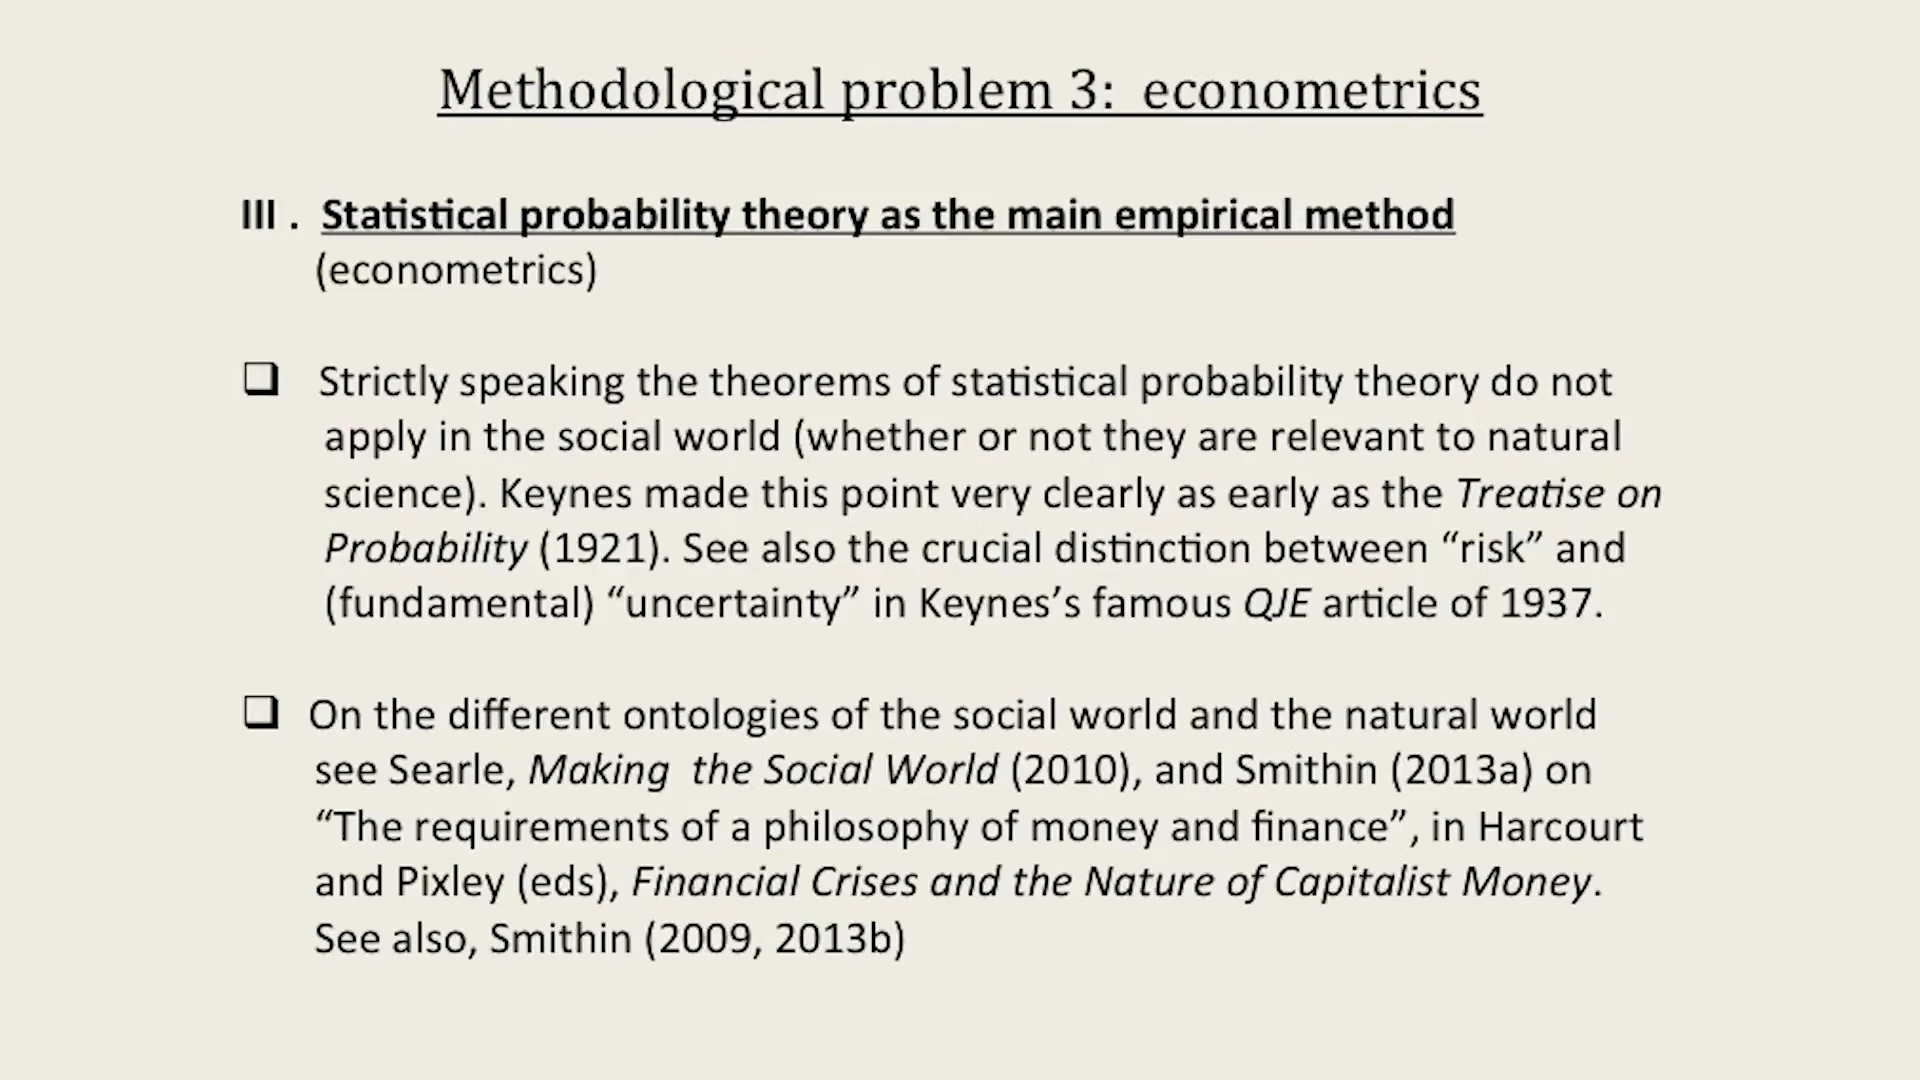 Methodological problem 3: econometrics
III . Statistical probability theory as the main empirical method
(econometrics)
❑ Strictly speaking the theorems of statistical probability theory do not
apply in the social world (whether or not they are relevant to natural
science). Keynes made this point very clearly as early as the Treatise on
Probability (1921). See also the crucial distinction between “risk” and
(fundamental) “uncertainty” in Keynes’s famous QJE article of 1937.
❑ On the different ontologies of the social world and the natural world
see Searle, Making the Social World (2010), and Smithin (2013a) on
“The requirements of a philosophy of money and finance”, in Harcourt
and Pixley (eds), Financial Crises and the Nature of Capitalist Money.
See also, Smithin (2009, 2013b)